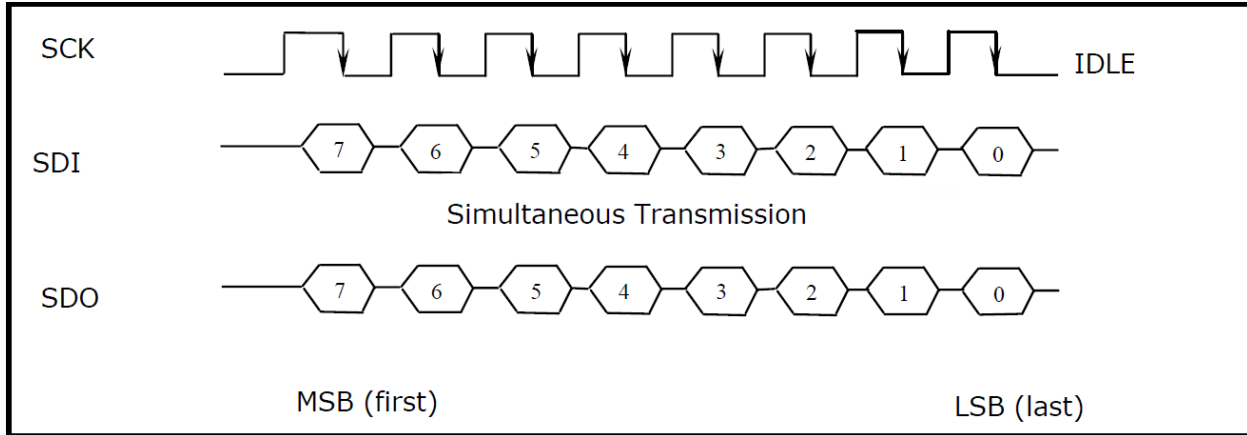 SCK
IDLE
SDI
7 6 5 4 3 2 1 0
Simultaneous Transmission
SDO
7 6 5 4 3 2 1 0
MSB (first)
LSB (last)